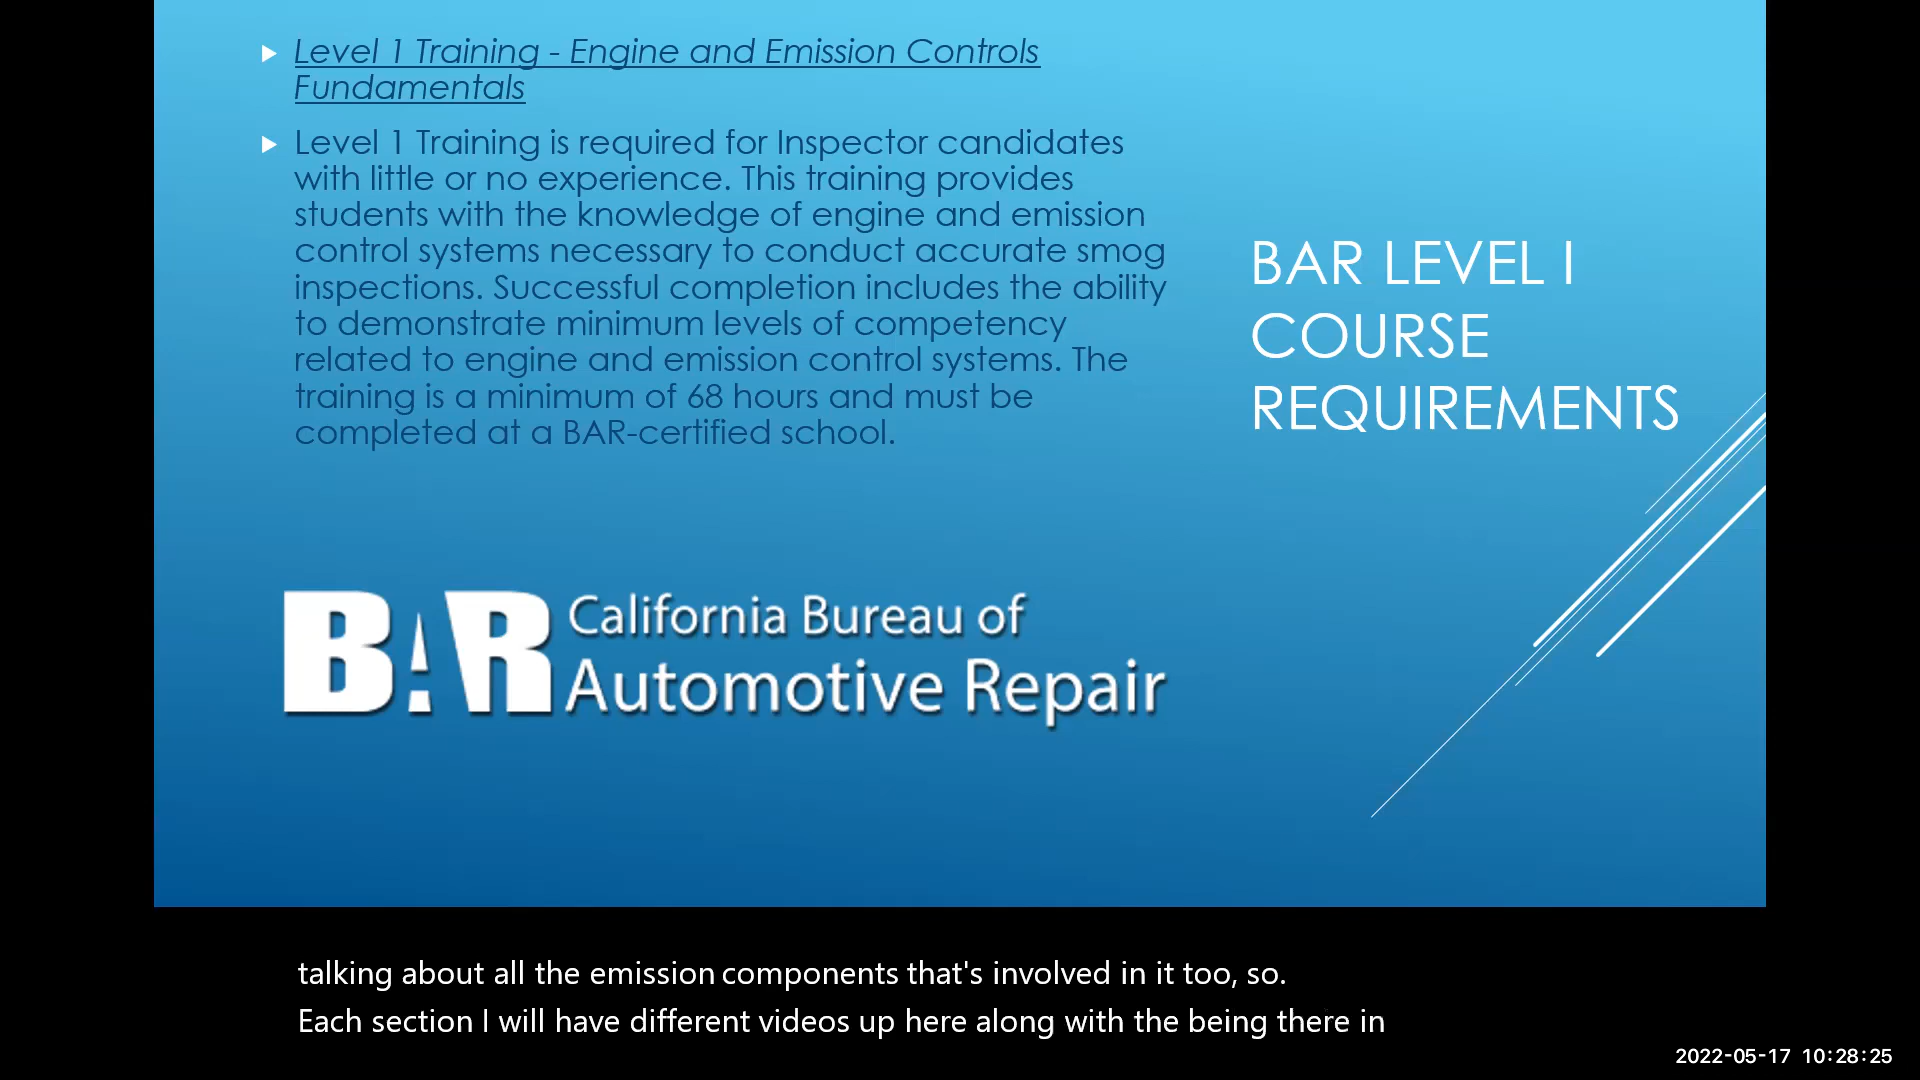 Level 1 Training - Engine and Emission Controls
Fundamentals
Level 1 Training is required for Inspector candidates
with little or no experience. This training provides
students with the knowledge of engine and emission
control systems necessary to conduct accurate smog
inspections. Successful completion includes the ability
to demonstrate minimum levels of competency
related to engine and emission control systems. The
training is a minimum of 68 hours and must be
completed at a BAR-certified school.
BAR LEVEL I
COURSE
REQUIREMENTS
BAR
California Bureau of
Automotive Repair
talking about all the emission components that's involved in it too, so.
Each section I will have different videos up here along with the being there in
2022-05-17 10:28:25